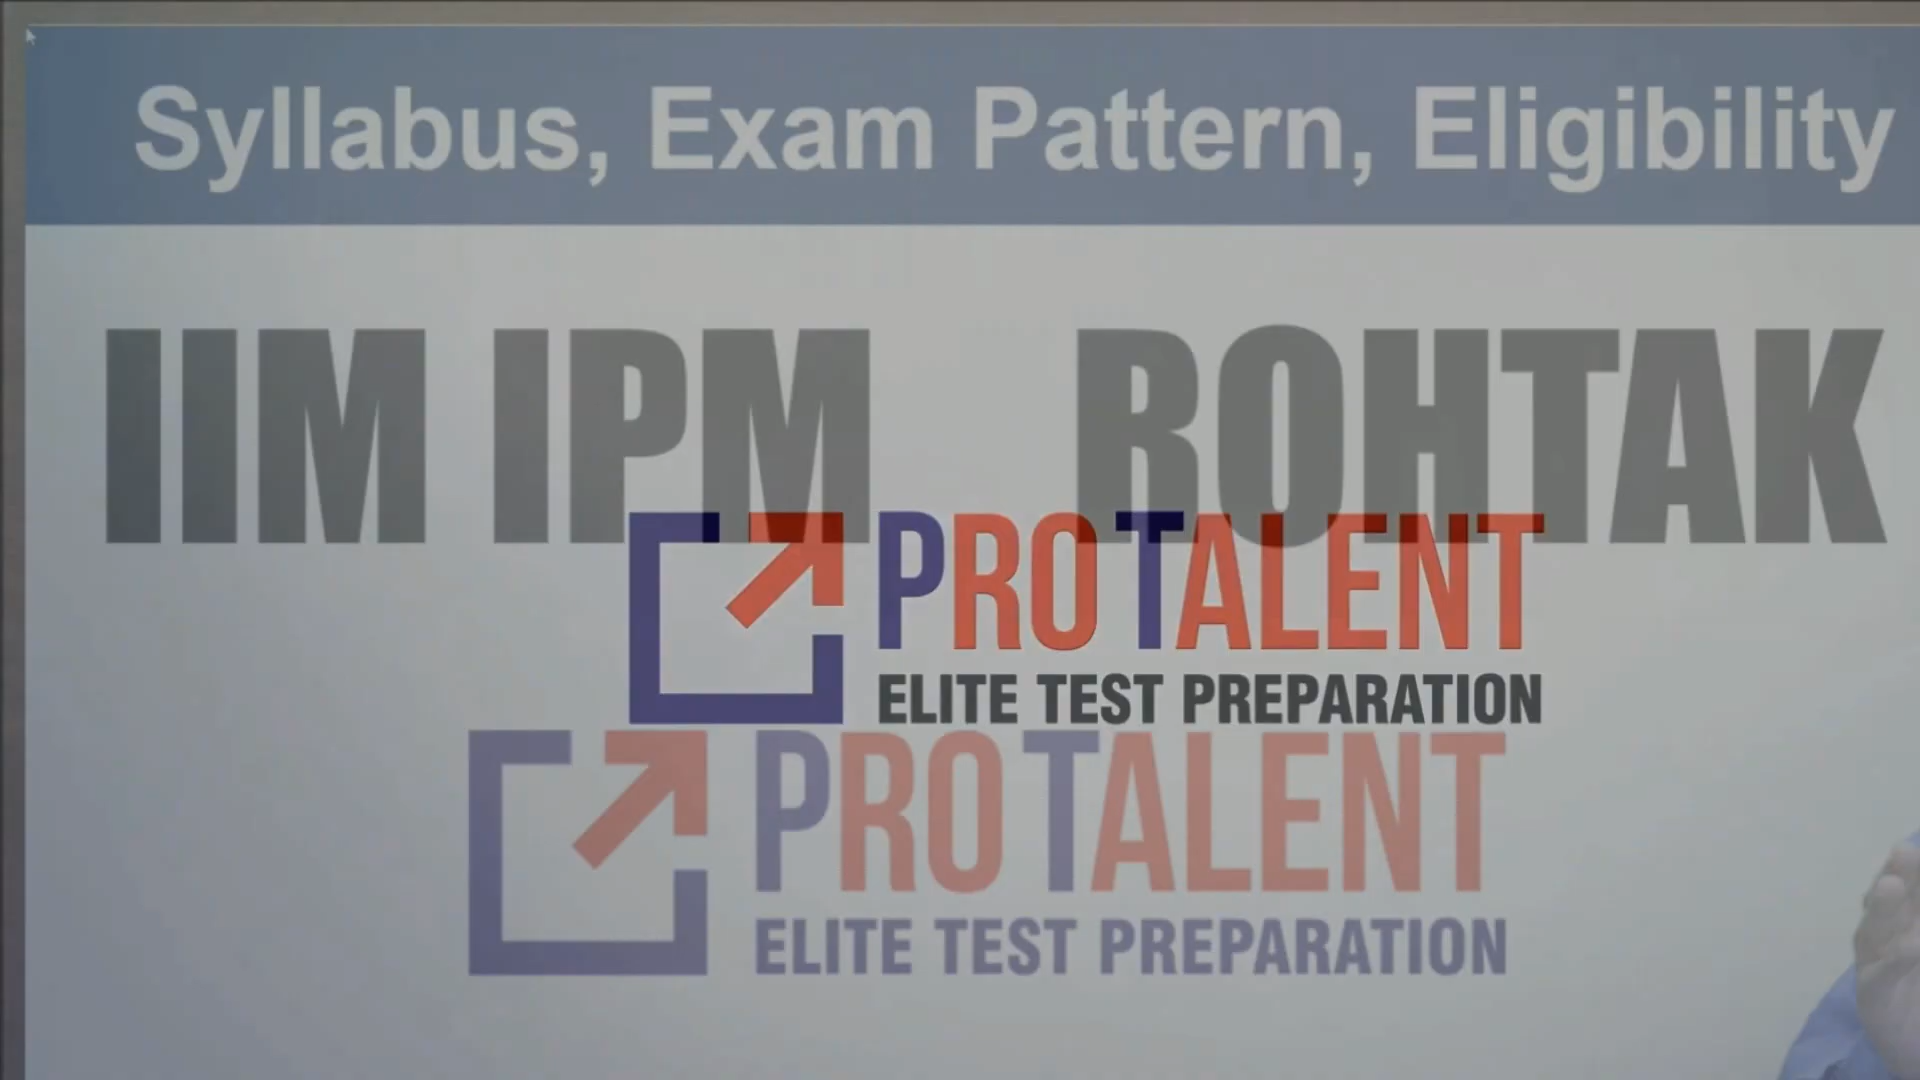 Syllabus, Exam Pattern, Eligibility
IIM IPM ROHTAK
PROTALENT
ELITE TEST PREPARATION
PROTALENT
ELITE TEST PREPARATION